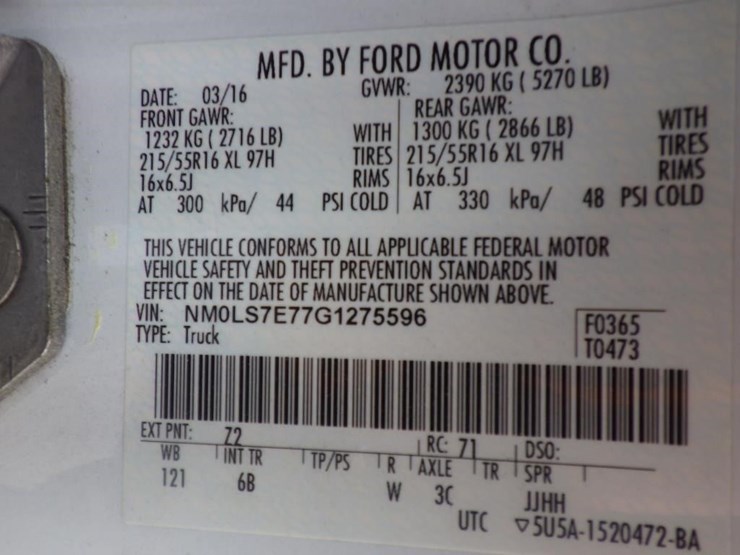 MFD. BY FORD MOTOR CO.
DATE: 03/16 GVWR: 2390 KG ( 5270 LB)
FRONT GAWR: REAR GAWR:
1232 KG ( 2716 LB) WITH 1300 KG ( 2866 LB) WITH
215/55R16 XL 97H TIRES 215/55R16 XL 97H TIRES
16x6.5J RIMS 16x6.5J RIMS
AT 300 kPa/ 44 PSI COLD AT 330 kPa/ 48 PSI COLD
THIS VEHICLE CONFORMS TO ALL APPLICABLE FEDERAL MOTOR
VEHICLE SAFETY AND THEFT PREVENTION STANDARDS IN
EFFECT ON THE DATE OF MANUFACTURE SHOWN ABOVE.
VIN: NM0LS7E77G1275596 F0365
TYPE: Truck T0473
EXT PNT: Z2 RC: 71 DSO:
WB INT TR TP/PS R AXLE TR SPR
121 6B W 3C JJHH
UTC ▽5U5A-1520472-BA